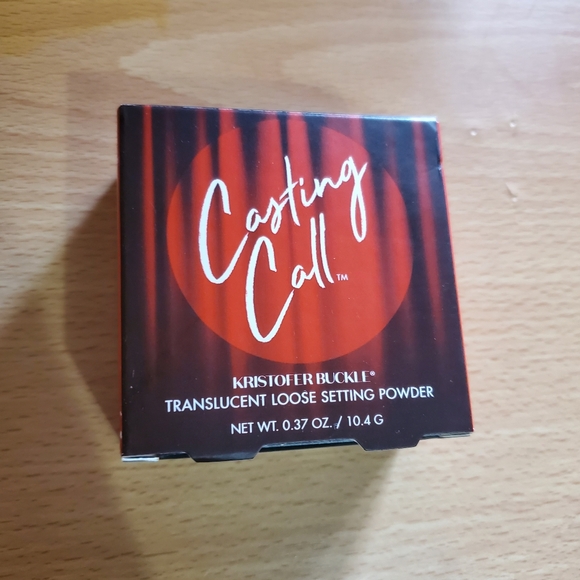 Casting
Call™
KRISTOFER BUCKLE®
TRANSLUCENT LOOSE SETTING POWDER
NET WT. 0.37 OZ. / 10.4 G